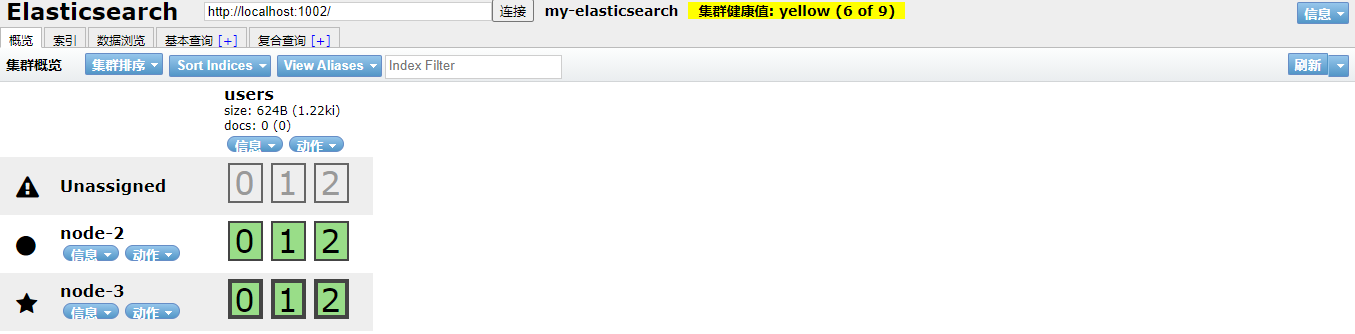 Elasticsearch http://localhost:1002/ 连接 my-elasticsearch 集群健康值: yellow (6 of 9) 信息
概览 索引 数据浏览 基本查询 [+] 复合查询 [+]
集群概览 集群排序 Sort Indices View Aliases Index Filter 刷新
users
size: 624B (1.22ki)
docs: 0 (0)
信息 动作
Unassigned 0 1 2
node-2 0 1 2
信息 动作
node-3 0 1 2
信息 动作